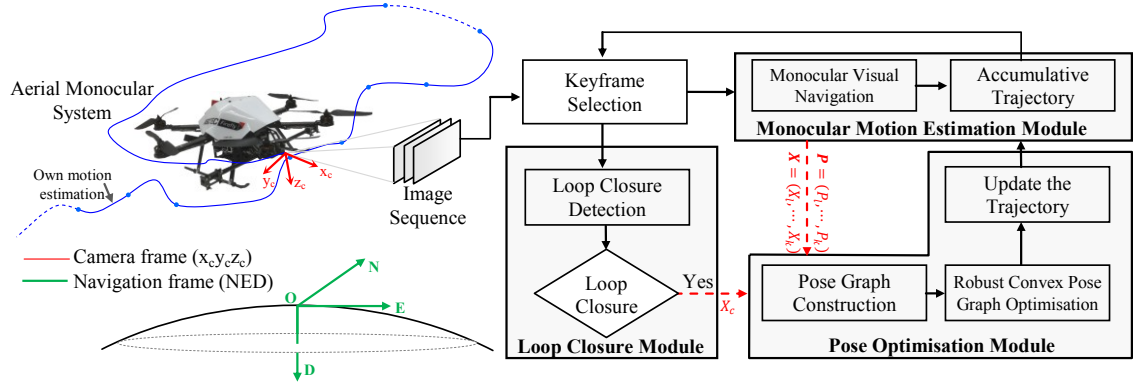 Aerial Monocular
System
Own motion
estimation
x_c
y_c
z_c
Image
Sequence
Camera frame (x_cy_cz_c)
Navigation frame (NED)
N
O
E
D
Keyframe
Selection
Monocular Visual
Navigation
Accumulative
Trajectory
Monocular Motion Estimation Module
Loop Closure
Detection
Loop
Closure
Yes
X_c
Loop Closure Module
P = (P_1, ..., P_k)
X = (X_1, ..., X_k)
Update the
Trajectory
Pose Graph
Construction
Robust Convex Pose
Graph Optimisation
Pose Optimisation Module